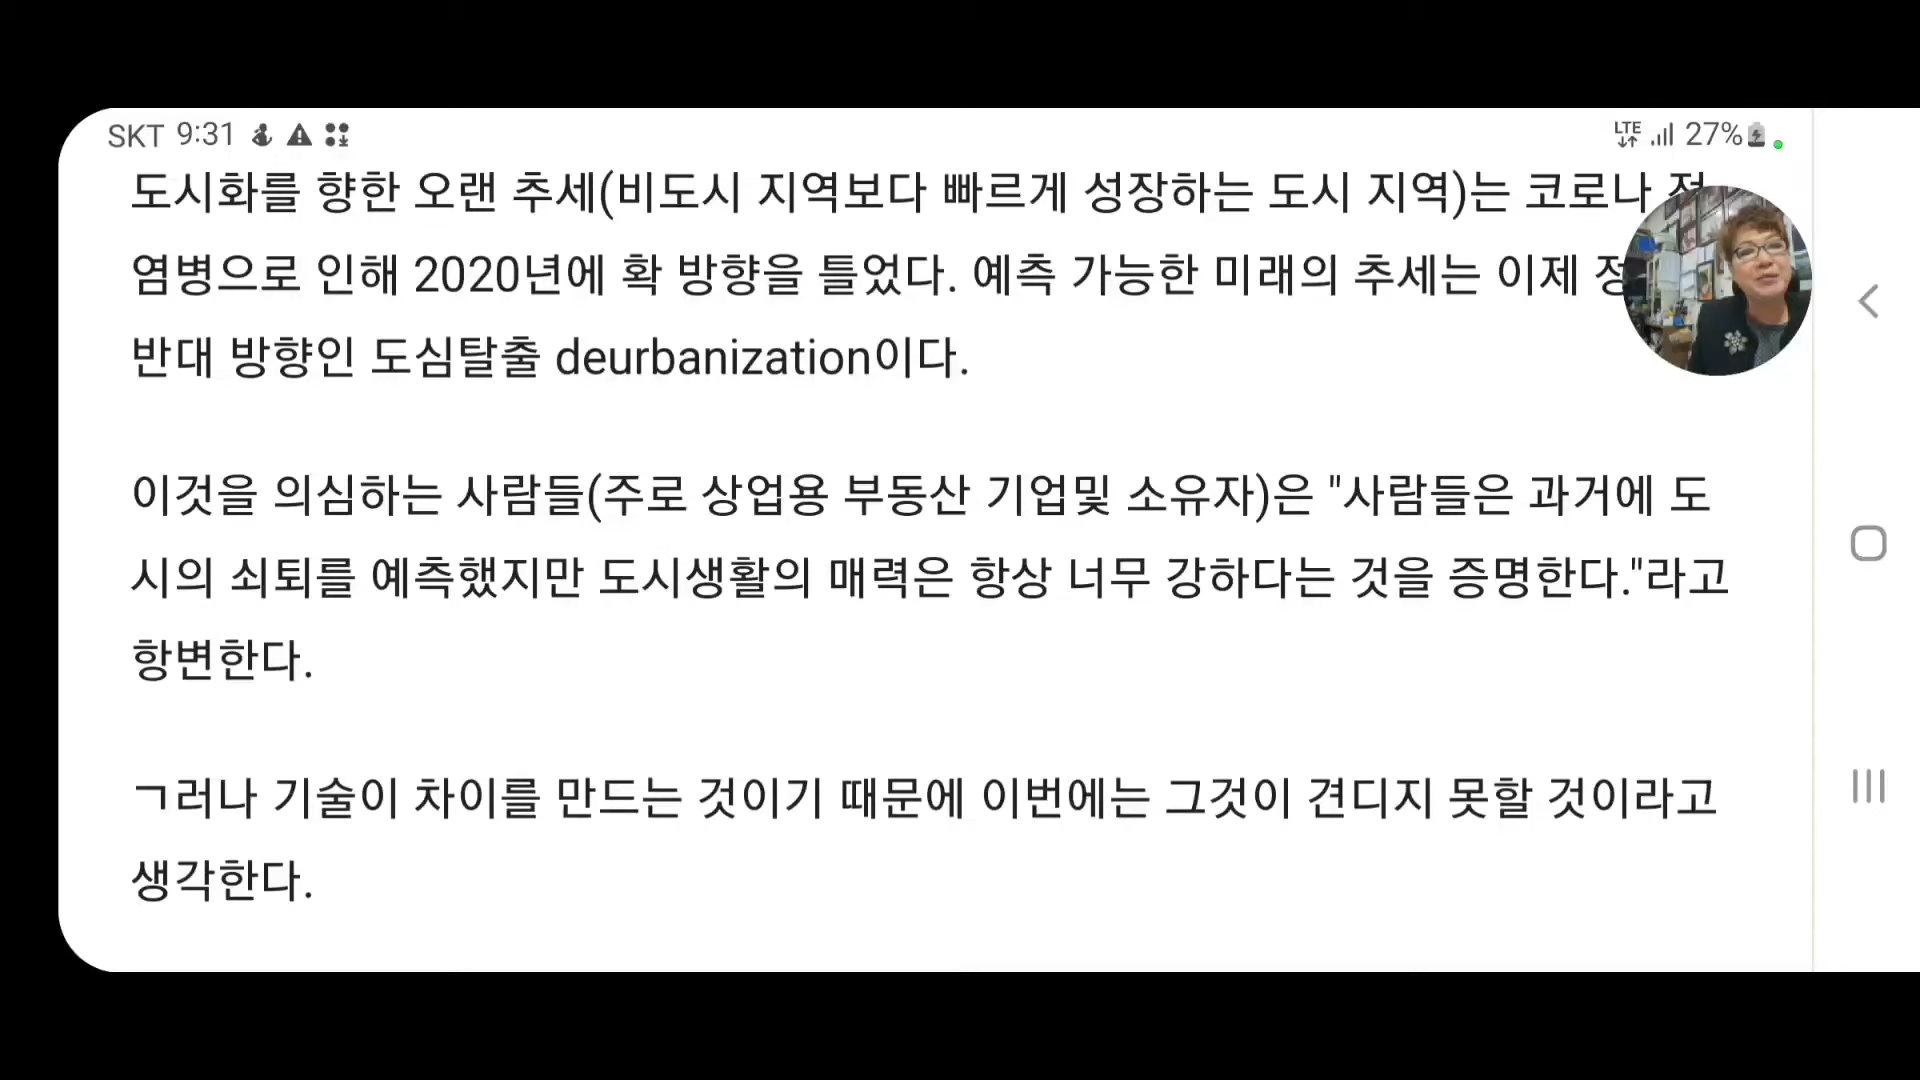 SKT 9:31
LTE 27%
도시화를 향한 오랜 추세(비도시 지역보다 빠르게 성장하는 도시 지역)는 코로나
염병으로 인해 2020년에 확 방향을 틀었다. 예측 가능한 미래의 추세는 이제
반대 방향인 도심탈출 deurbanization이다.
이것을 의심하는 사람들(주로 상업용 부동산 기업및 소유자)은 "사람들은 과거에 도
시의 쇠퇴를 예측했지만 도시생활의 매력은 항상 너무 강하다는 것을 증명한다."라고
항변한다.
ㄱ러나 기술이 차이를 만드는 것이기 때문에 이번에는 그것이 견디지 못할 것이라고
생각한다.